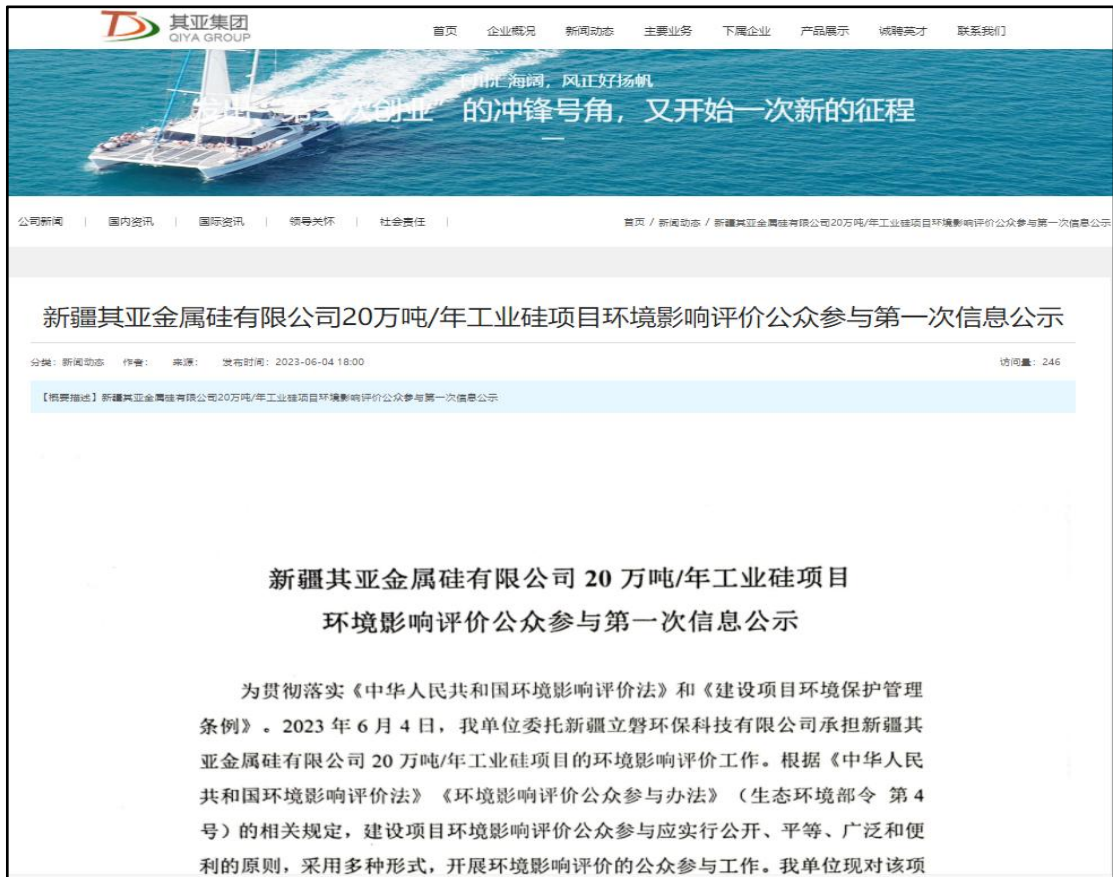 其亚集团
QIYA GROUP
首页 企业概况 新闻动态 主要业务 下属企业 产品展示 诚聘英才 联系我们
海阔，风正好扬帆
次创业”的冲锋号角，又开始一次新的征程
公司新闻 | 国内资讯 | 国际资讯 | 领导关怀 | 社会责任 |
首页 / 新闻动态 / 新疆其亚金属硅有限公司20万吨/年工业硅项目环境影响评价公众参与第一次信息公示
新疆其亚金属硅有限公司20万吨/年工业硅项目环境影响评价公众参与第一次信息公示
分类：新闻动态 作者： 来源： 发布时间：2023-06-04 18:00
访问量：246
【概要描述】新疆其亚金属硅有限公司20万吨/年工业硅项目环境影响评价公众参与第一次信息公示
新疆其亚金属硅有限公司 20 万吨/年工业硅项目
环境影响评价公众参与第一次信息公示
为贯彻落实《中华人民共和国环境影响评价法》和《建设项目环境保护管理
条例》。2023 年 6 月 4 日，我单位委托新疆立磐环保科技有限公司承担新疆其
亚金属硅有限公司 20 万吨/年工业硅项目的环境影响评价工作。根据《中华人民
共和国环境影响评价法》《环境影响评价公众参与办法》（生态环境部令 第 4
号）的相关规定，建设项目环境影响评价公众参与应实行公开、平等、广泛和便
利的原则，采用多种形式，开展环境影响评价的公众参与工作。我单位现对该项